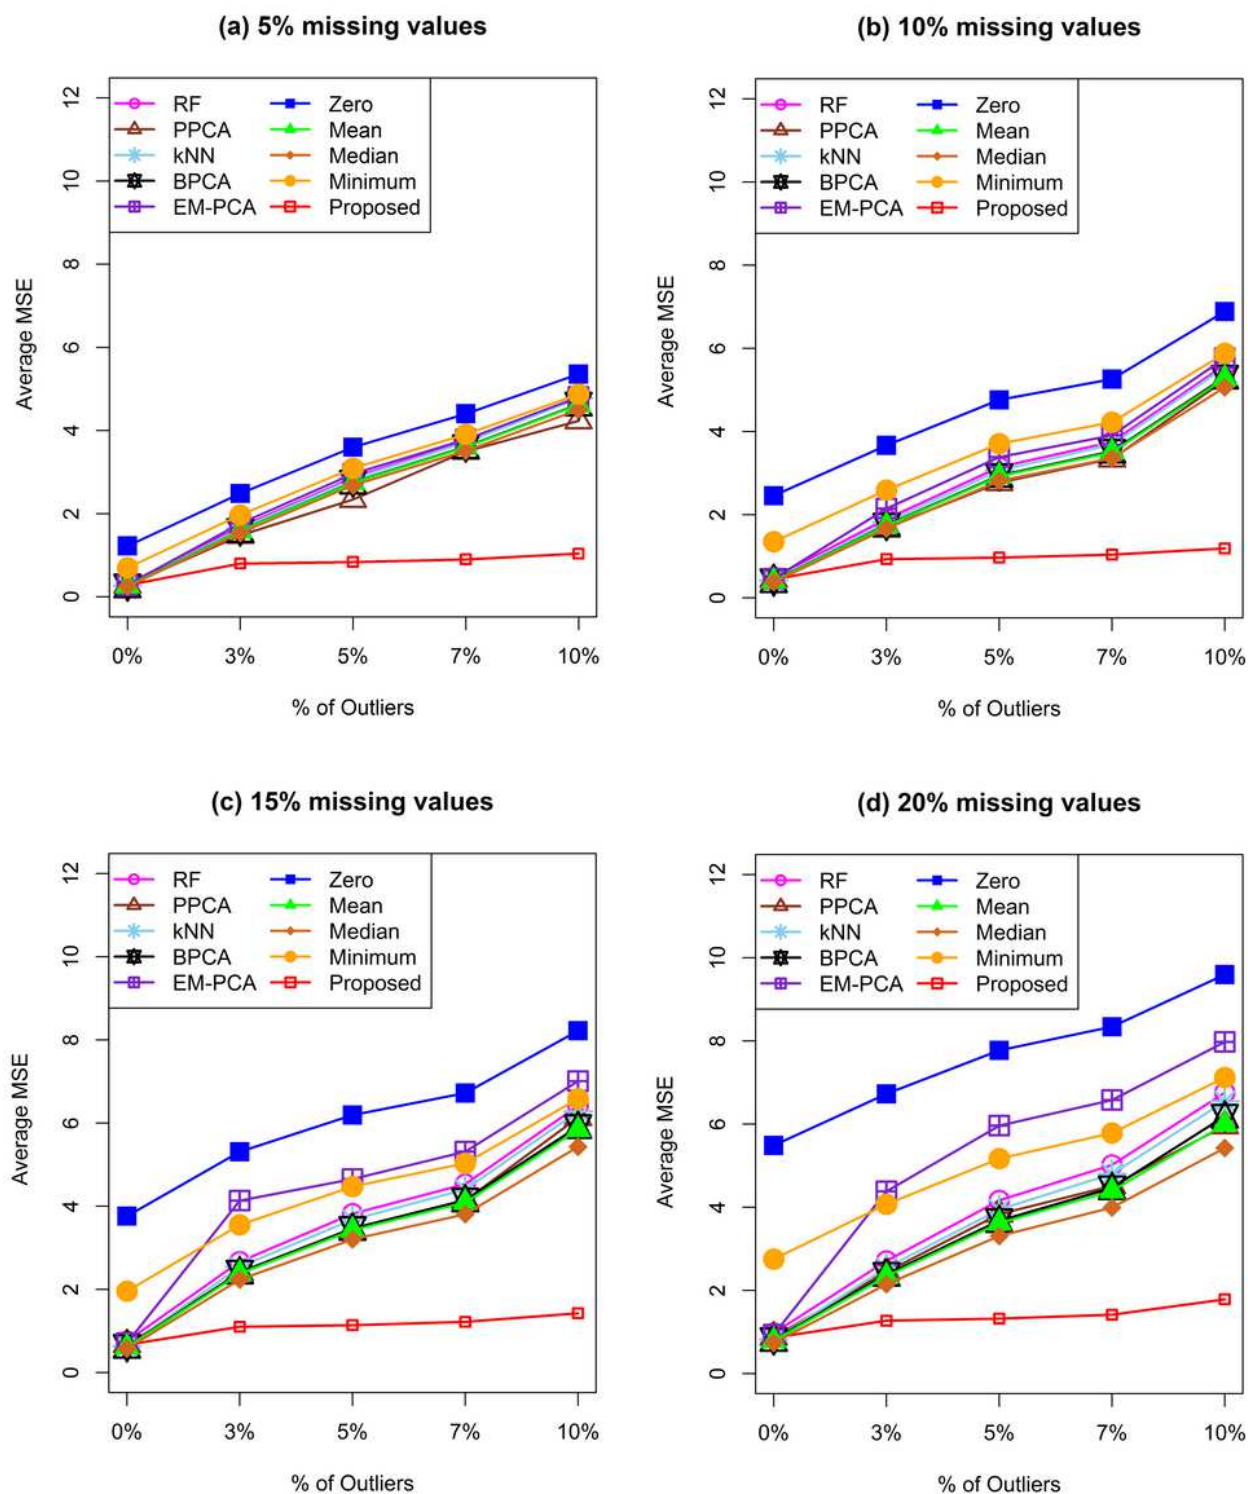 (a) 5% missing values
12
10
8
6
4
2
0
Average MSE
RF Zero
PPCA Mean
kNN Median
BPCA Minimum
EM-PCA Proposed
0% 3% 5% 7% 10%
% of Outliers
(b) 10% missing values
12
10
8
6
4
2
0
Average MSE
RF Zero
PPCA Mean
kNN Median
BPCA Minimum
EM-PCA Proposed
0% 3% 5% 7% 10%
% of Outliers
(c) 15% missing values
12
10
8
6
4
2
0
Average MSE
RF Zero
PPCA Mean
kNN Median
BPCA Minimum
EM-PCA Proposed
0% 3% 5% 7% 10%
% of Outliers
(d) 20% missing values
12
10
8
6
4
2
0
Average MSE
RF Zero
PPCA Mean
kNN Median
BPCA Minimum
EM-PCA Proposed
0% 3% 5% 7% 10%
% of Outliers